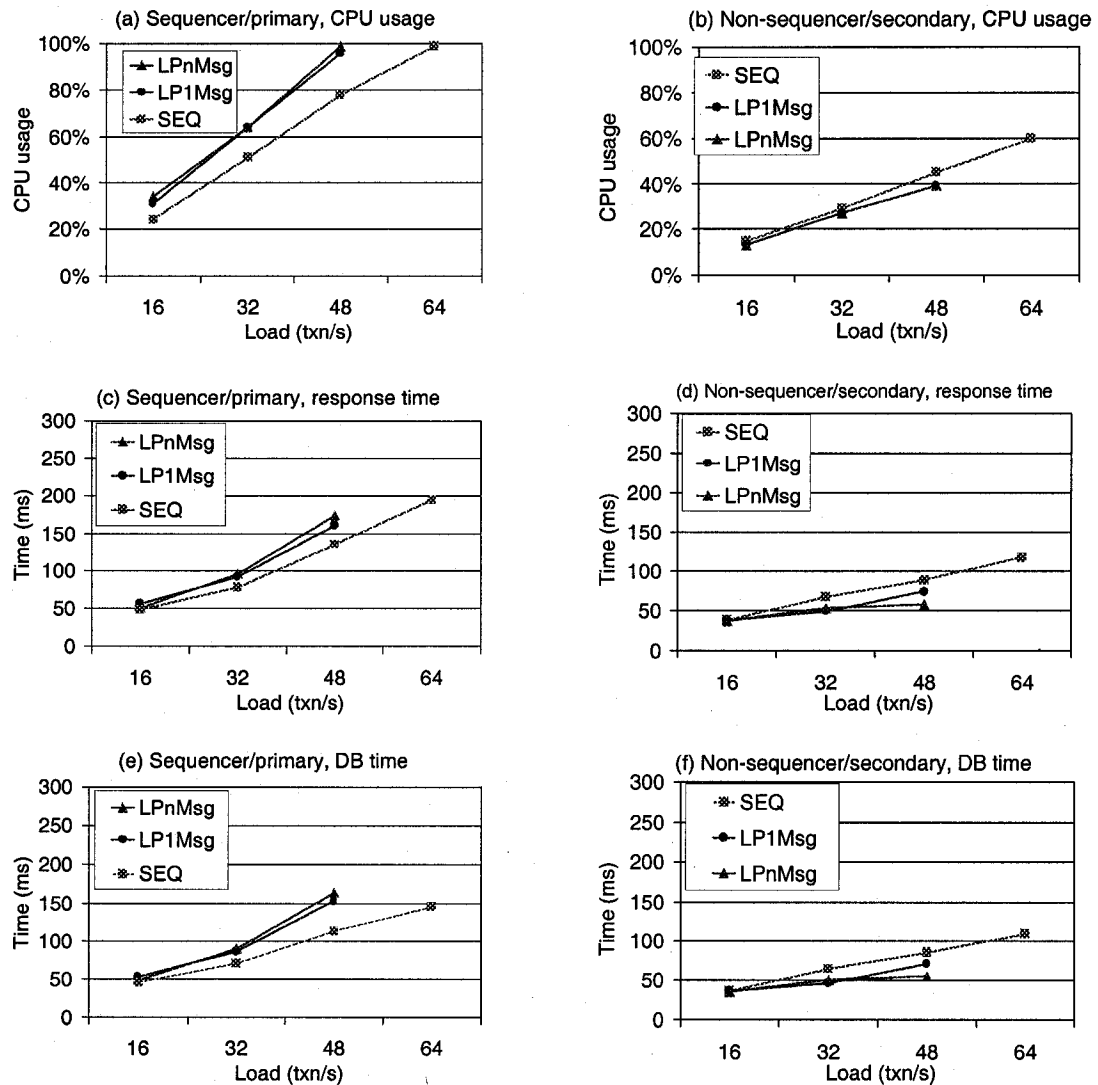 (a) Sequencer/primary, CPU usage
100%
80%
60%
40%
20%
0%
CPU usage
LPnMsg
LP1Msg
SEQ
16 32 48 64
Load (txn/s)
(b) Non-sequencer/secondary, CPU usage
100%
80%
60%
40%
20%
0%
CPU usage
SEQ
LP1Msg
LPnMsg
16 32 48 64
Load (txn/s)
(c) Sequencer/primary, response time
300
250
200
150
100
50
0
Time (ms)
LPnMsg
LP1Msg
SEQ
16 32 48 64
Load (txn/s)
(d) Non-sequencer/secondary, response time
300
250
200
150
100
50
0
Time (ms)
SEQ
LP1Msg
LPnMsg
16 32 48 64
Load (txn/s)
(e) Sequencer/primary, DB time
300
250
200
150
100
50
0
Time (ms)
LPnMsg
LP1Msg
SEQ
16 32 48 64
Load (txn/s)
(f) Non-sequencer/secondary, DB time
300
250
200
150
100
50
0
Time (ms)
SEQ
LP1Msg
LPnMsg
16 32 48 64
Load (txn/s)